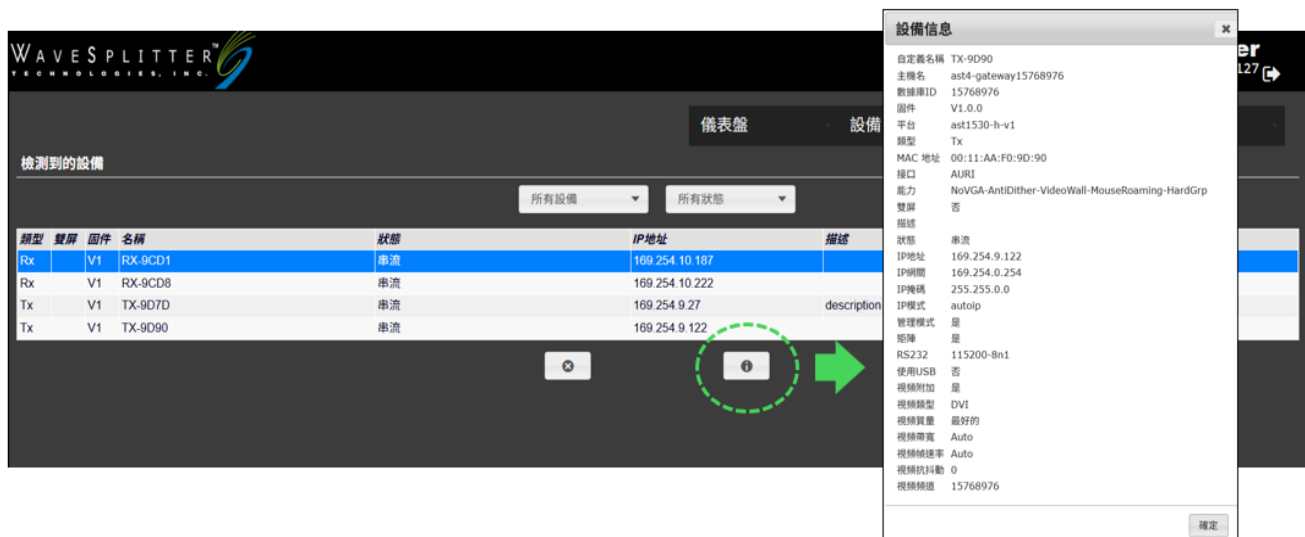 WAVESPLITTER™
TECHNOLOGIES, INC.
er
127
儀表盤 設備
檢測到的設備
所有設備 所有狀態
類型 雙屏 固件 名稱 狀態 IP地址 描述
Rx V1 RX-9CD1 串流 169.254.10.187
Rx V1 RX-9CD8 串流 169.254.10.222
Tx V1 TX-9D7D 串流 169.254.9.27 description
Tx V1 TX-9D90 串流 169.254.9.122
設備信息
自定義名稱 TX-9D90
主機名 ast4-gateway15768976
數據庫ID 15768976
固件 V1.0.0
平台 ast1530-h-v1
類型 Tx
MAC 地址 00:11:AA:F0:9D:90
接口 AURI
能力 NoVGA-AntiDither-VideoWall-MouseRoaming-HardGrp
雙屏 否
描述
狀態 串流
IP地址 169.254.9.122
IP網關 169.254.0.254
IP掩碼 255.255.0.0
IP模式 autoip
管理模式 是
矩陣 是
RS232 115200-8n1
使用USB 否
視頻附加 是
視頻類型 DVI
視頻質量 最好的
視頻帶寬 Auto
視頻幀速率 Auto
視頻抗抖動 0
視頻頻道 15768976
確定